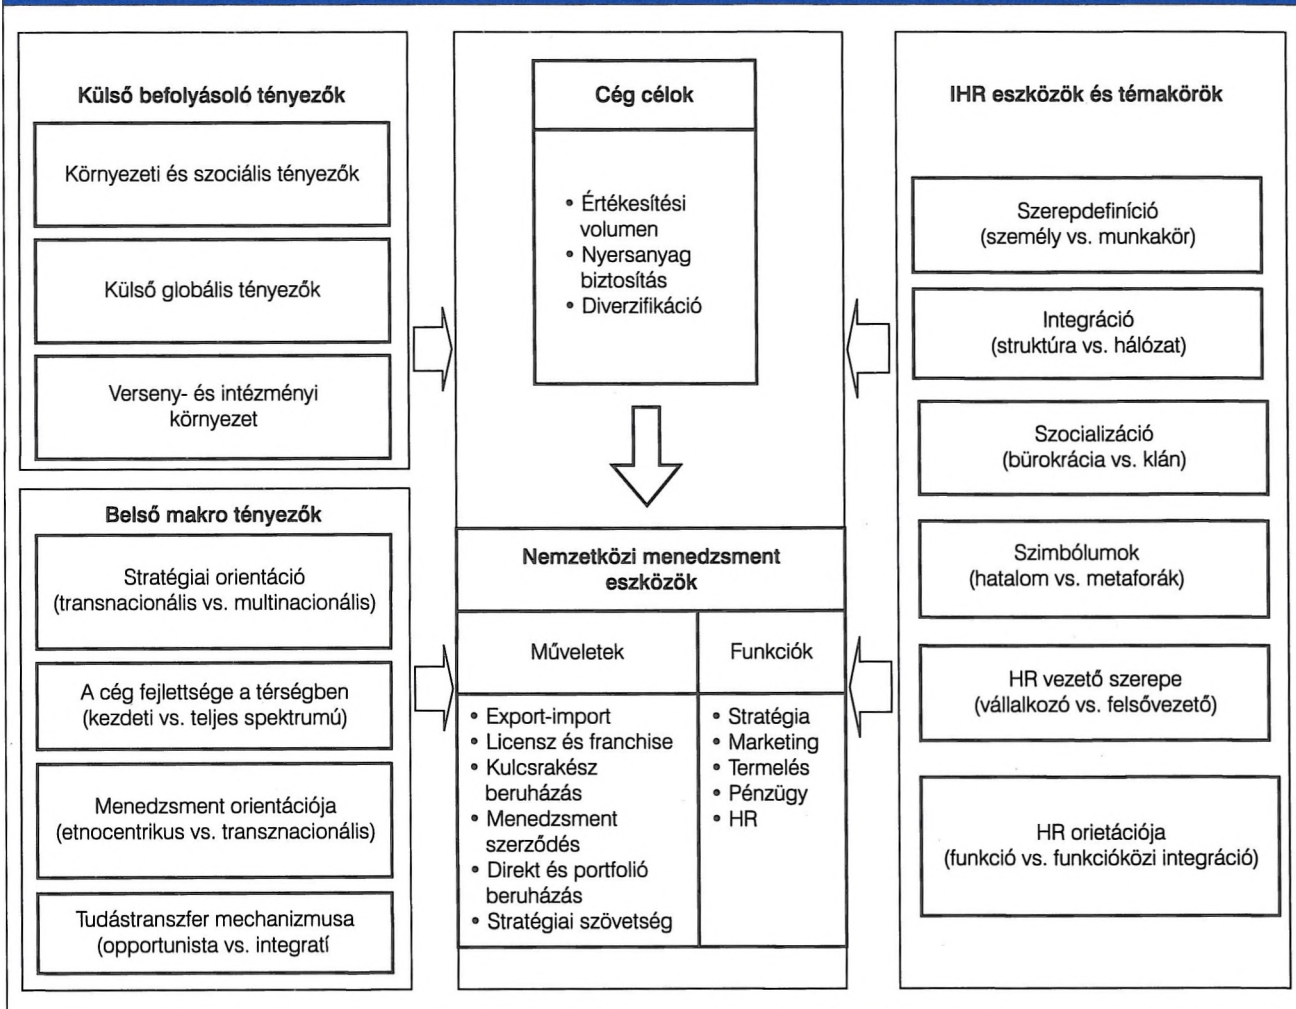 Külső befolyásoló tényezők
Környezeti és szociális tényezők
Külső globális tényezők
Verseny- és intézményi
környezet
Belső makro tényezők
Stratégiai orientáció
(transnacionális vs. multinacionális)
A cég fejlettsége a térségben
(kezdeti vs. teljes spektrumú)
Menedzsment orientációja
(etnocentrikus vs. transznacionális)
Tudástranszfer mechanizmusa
(opportunista vs. integratí
Cég célok
• Értékesítési
volumen
• Nyersanyag
biztosítás
• Diverzifikáció
Nemzetközi menedzsment
eszközök
Műveletek
• Export-import
• Licensz és franchise
• Kulcsrakész
beruházás
• Menedzsment
szerződés
• Direkt és portfolió
beruházás
• Stratégiai szövetség
Funkciók
• Stratégia
• Marketing
• Termelés
• Pénzügy
• HR
IHR eszközök és témakörök
Szerepdefiníció
(személy vs. munkakör)
Integráció
(struktúra vs. hálózat)
Szocializáció
(bürokrácia vs. klán)
Szimbólumok
(hatalom vs. metaforák)
HR vezető szerepe
(vállalkozó vs. felsővezető)
HR orietációja
(funkció vs. funkcióközi integráció)